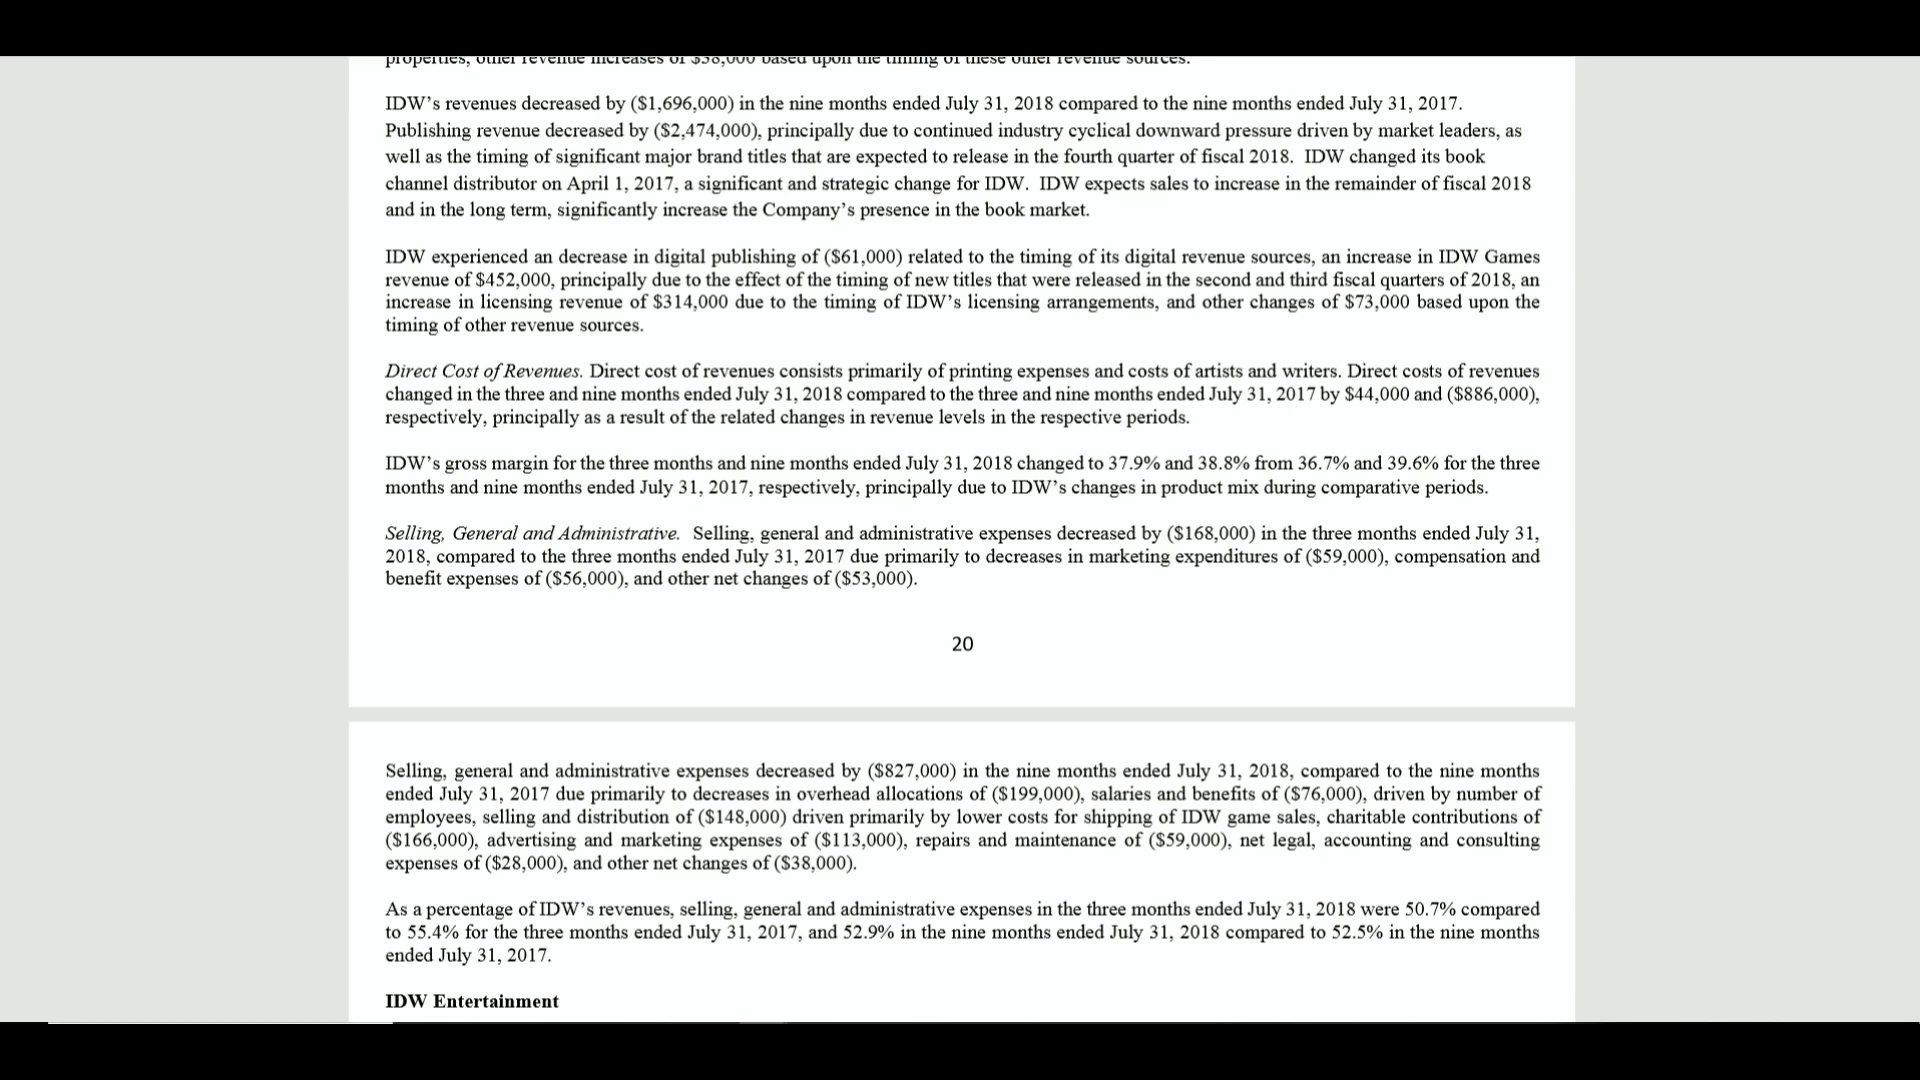 properties, other revenue increases of $38,000 based upon the timing of these other revenue sources.
IDW's revenues decreased by ($1,696,000) in the nine months ended July 31, 2018 compared to the nine months ended July 31, 2017.
Publishing revenue decreased by ($2,474,000), principally due to continued industry cyclical downward pressure driven by market leaders, as
well as the timing of significant major brand titles that are expected to release in the fourth quarter of fiscal 2018. IDW changed its book
channel distributor on April 1, 2017, a significant and strategic change for IDW. IDW expects sales to increase in the remainder of fiscal 2018
and in the long term, significantly increase the Company's presence in the book market.
IDW experienced an decrease in digital publishing of ($61,000) related to the timing of its digital revenue sources, an increase in IDW Games
revenue of $452,000, principally due to the effect of the timing of new titles that were released in the second and third fiscal quarters of 2018, an
increase in licensing revenue of $314,000 due to the timing of IDW's licensing arrangements, and other changes of $73,000 based upon the
timing of other revenue sources.
Direct Cost of Revenues. Direct cost of revenues consists primarily of printing expenses and costs of artists and writers. Direct costs of revenues
changed in the three and nine months ended July 31, 2018 compared to the three and nine months ended July 31, 2017 by $44,000 and ($886,000),
respectively, principally as a result of the related changes in revenue levels in the respective periods.
IDW's gross margin for the three months and nine months ended July 31, 2018 changed to 37.9% and 38.8% from 36.7% and 39.6% for the three
months and nine months ended July 31, 2017, respectively, principally due to IDW's changes in product mix during comparative periods.
Selling, General and Administrative. Selling, general and administrative expenses decreased by ($168,000) in the three months ended July 31,
2018, compared to the three months ended July 31, 2017 due primarily to decreases in marketing expenditures of ($59,000), compensation and
benefit expenses of ($56,000), and other net changes of ($53,000).
20
Selling, general and administrative expenses decreased by ($827,000) in the nine months ended July 31, 2018, compared to the nine months
ended July 31, 2017 due primarily to decreases in overhead allocations of ($199,000), salaries and benefits of ($76,000), driven by number of
employees, selling and distribution of ($148,000) driven primarily by lower costs for shipping of IDW game sales, charitable contributions of
($166,000), advertising and marketing expenses of ($113,000), repairs and maintenance of ($59,000), net legal, accounting and consulting
expenses of ($28,000), and other net changes of ($38,000).
As a percentage of IDW's revenues, selling, general and administrative expenses in the three months ended July 31, 2018 were 50.7% compared
to 55.4% for the three months ended July 31, 2017, and 52.9% in the nine months ended July 31, 2018 compared to 52.5% in the nine months
ended July 31, 2017.
IDW Entertainment